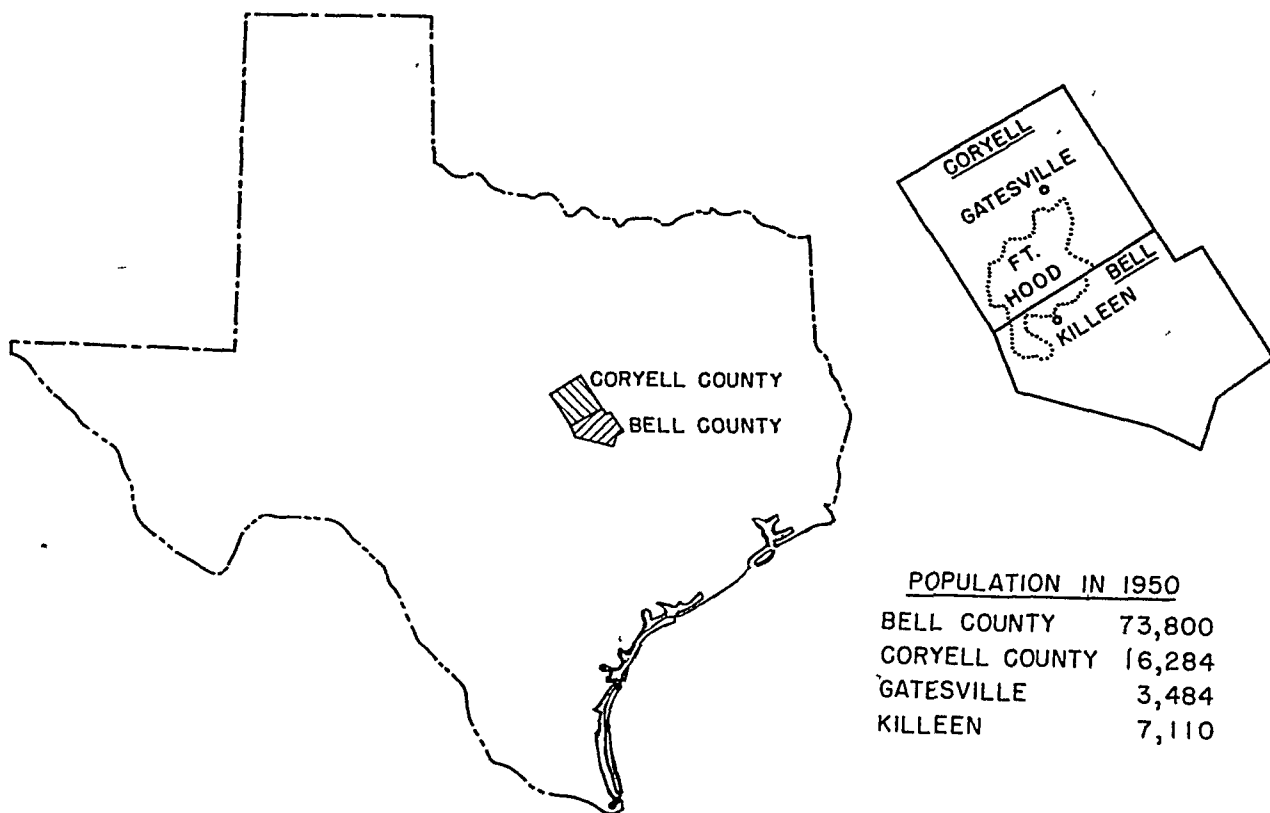 CORYELL
GATESVILLE
FT.
HOOD
BELL
KILLEEN
CORYELL COUNTY
BELL COUNTY
POPULATION IN 1950
BELL COUNTY 73,800
CORYELL COUNTY 16,284
GATESVILLE 3,484
KILLEEN 7,110